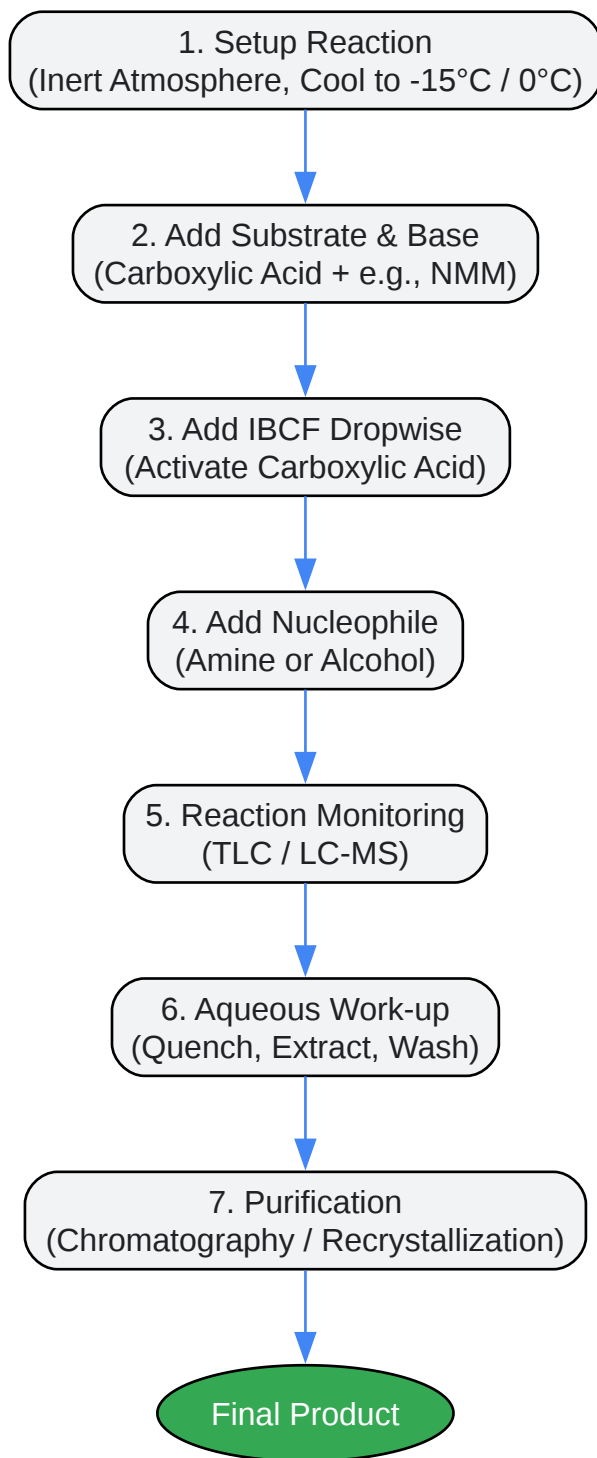 1. Setup Reaction
(Inert Atmosphere, Cool to -15°C / 0°C)
2. Add Substrate & Base
(Carboxylic Acid + e.g., NMM)
3. Add IBCF Dropwise
(Activate Carboxylic Acid)
4. Add Nucleophile
(Amine or Alcohol)
5. Reaction Monitoring
(TLC / LC-MS)
6. Aqueous Work-up
(Quench, Extract, Wash)
7. Purification
(Chromatography / Recrystallization)
Final Product